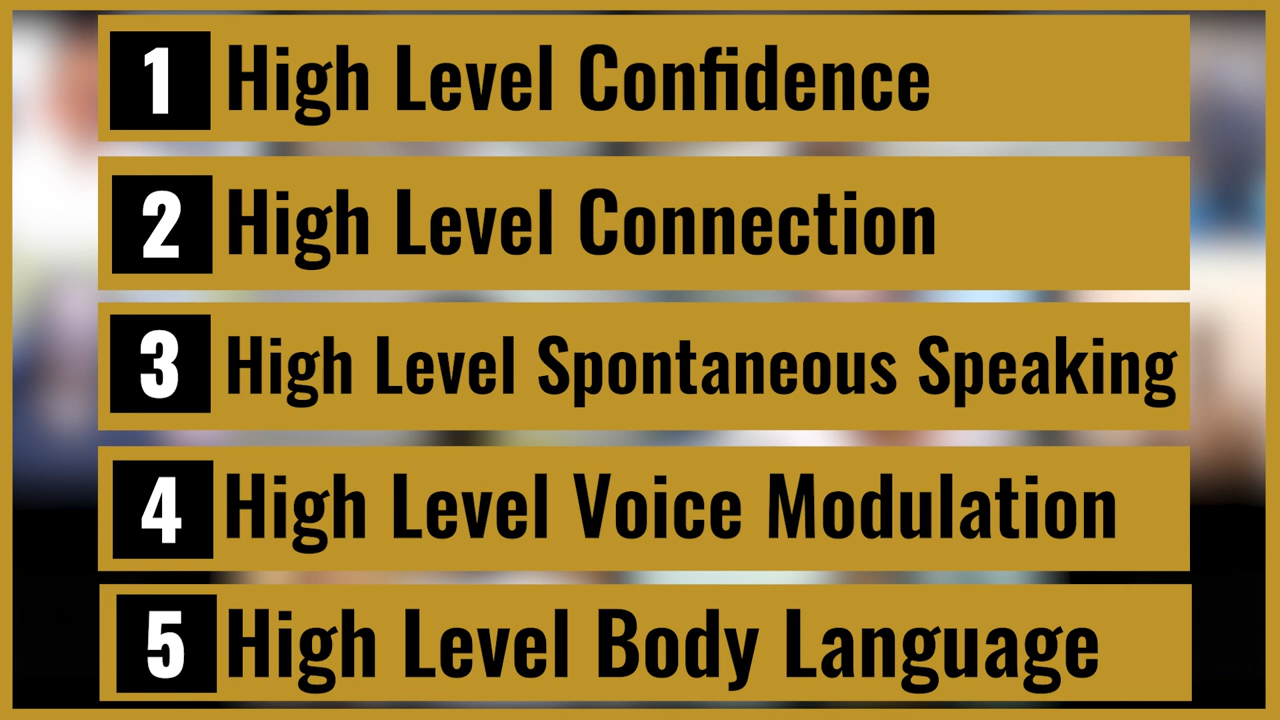 1 High Level Confidence
2 High Level Connection
3 High Level Spontaneous Speaking
4 High Level Voice Modulation
5 High Level Body Language